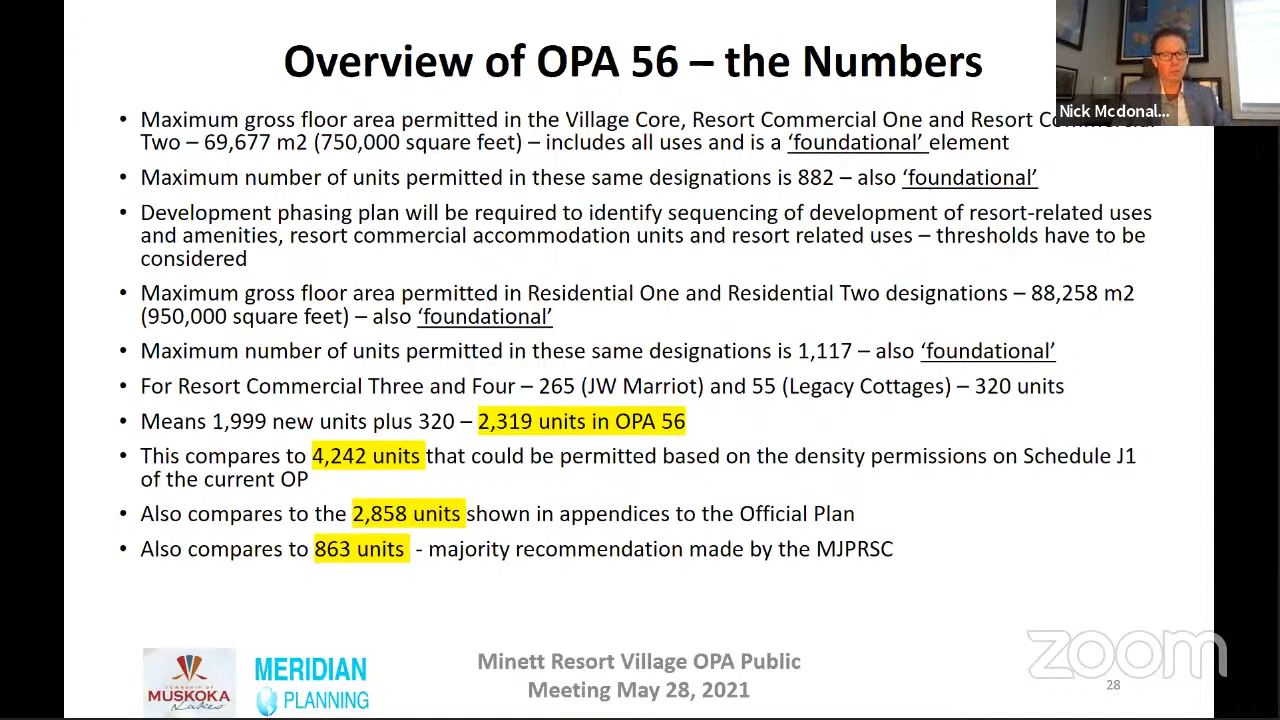 Overview of OPA 56 – the Numbers
Nick Mcdonal...
• Maximum gross floor area permitted in the Village Core, Resort Commercial One and Resort Commercial
Two – 69,677 m2 (750,000 square feet) – includes all uses and is a ‘foundational’ element
• Maximum number of units permitted in these same designations is 882 – also ‘foundational’
• Development phasing plan will be required to identify sequencing of development of resort-related uses
and amenities, resort commercial accommodation units and resort related uses – thresholds have to be
considered
• Maximum gross floor area permitted in Residential One and Residential Two designations – 88,258 m2
(950,000 square feet) – also ‘foundational’
• Maximum number of units permitted in these same designations is 1,117 – also ‘foundational’
• For Resort Commercial Three and Four – 265 (JW Marriot) and 55 (Legacy Cottages) – 320 units
• Means 1,999 new units plus 320 – 2,319 units in OPA 56
• This compares to 4,242 units that could be permitted based on the density permissions on Schedule J1
of the current OP
• Also compares to the 2,858 units shown in appendices to the Official Plan
• Also compares to 863 units - majority recommendation made by the MJPRSC
TOWNSHIP OF
MUSKOKA
Lakes
MERIDIAN
PLANNING
Minett Resort Village OPA Public
Meeting May 28, 2021
zoom
28